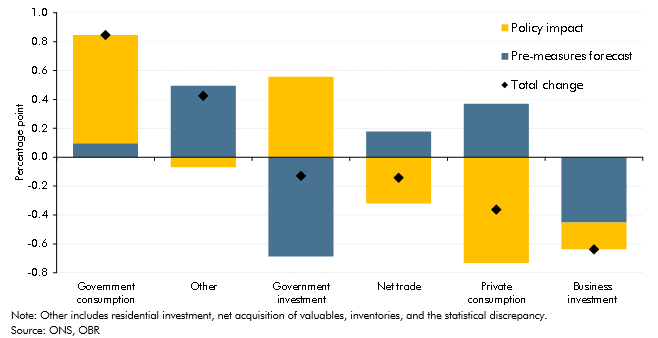 1.0
0.8
0.6
0.4
0.2
0.0
-0.2
-0.4
-0.6
-0.8
Percentage point
Policy impact
Pre-measures forecast
Total change
Government
consumption
Other
Government
investment
Net trade
Private
consumption
Business
investment
Note: Other includes residential investment, net acquisition of valuables, inventories, and the statistical discrepancy.
Source: ONS, OBR